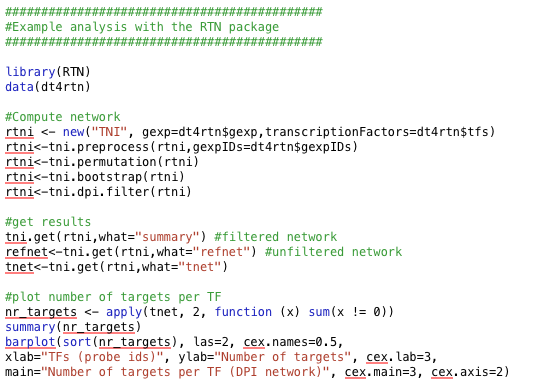 ############################################
#Example analysis with the RTN package
############################################
library(RTN)
data(dt4rtn)
#Compute network
rtni <- new("TNI", gexp=dt4rtn$gexp,transcriptionFactors=dt4rtn$tfs)
rtni<-tni.preprocess(rtni,gexpIDs=dt4rtn$gexpIDs)
rtni<-tni.permutation(rtni)
rtni<-tni.bootstrap(rtni)
rtni<-tni.dpi.filter(rtni)
#get results
tni.get(rtni,what="summary") #filtered network
refnet<-tni.get(rtni,what="refnet") #unfiltered network
tnet<-tni.get(rtni,what="tnet")
#plot number of targets per TF
nr_targets <- apply(tnet, 2, function (x) sum(x != 0))
summary(nr_targets)
barplot(sort(nr_targets), las=2, cex.names=0.5,
xlab="TFs (probe ids)", ylab="Number of targets", cex.lab=3,
main="Number of targets per TF (DPI network)", cex.main=3, cex.axis=2)